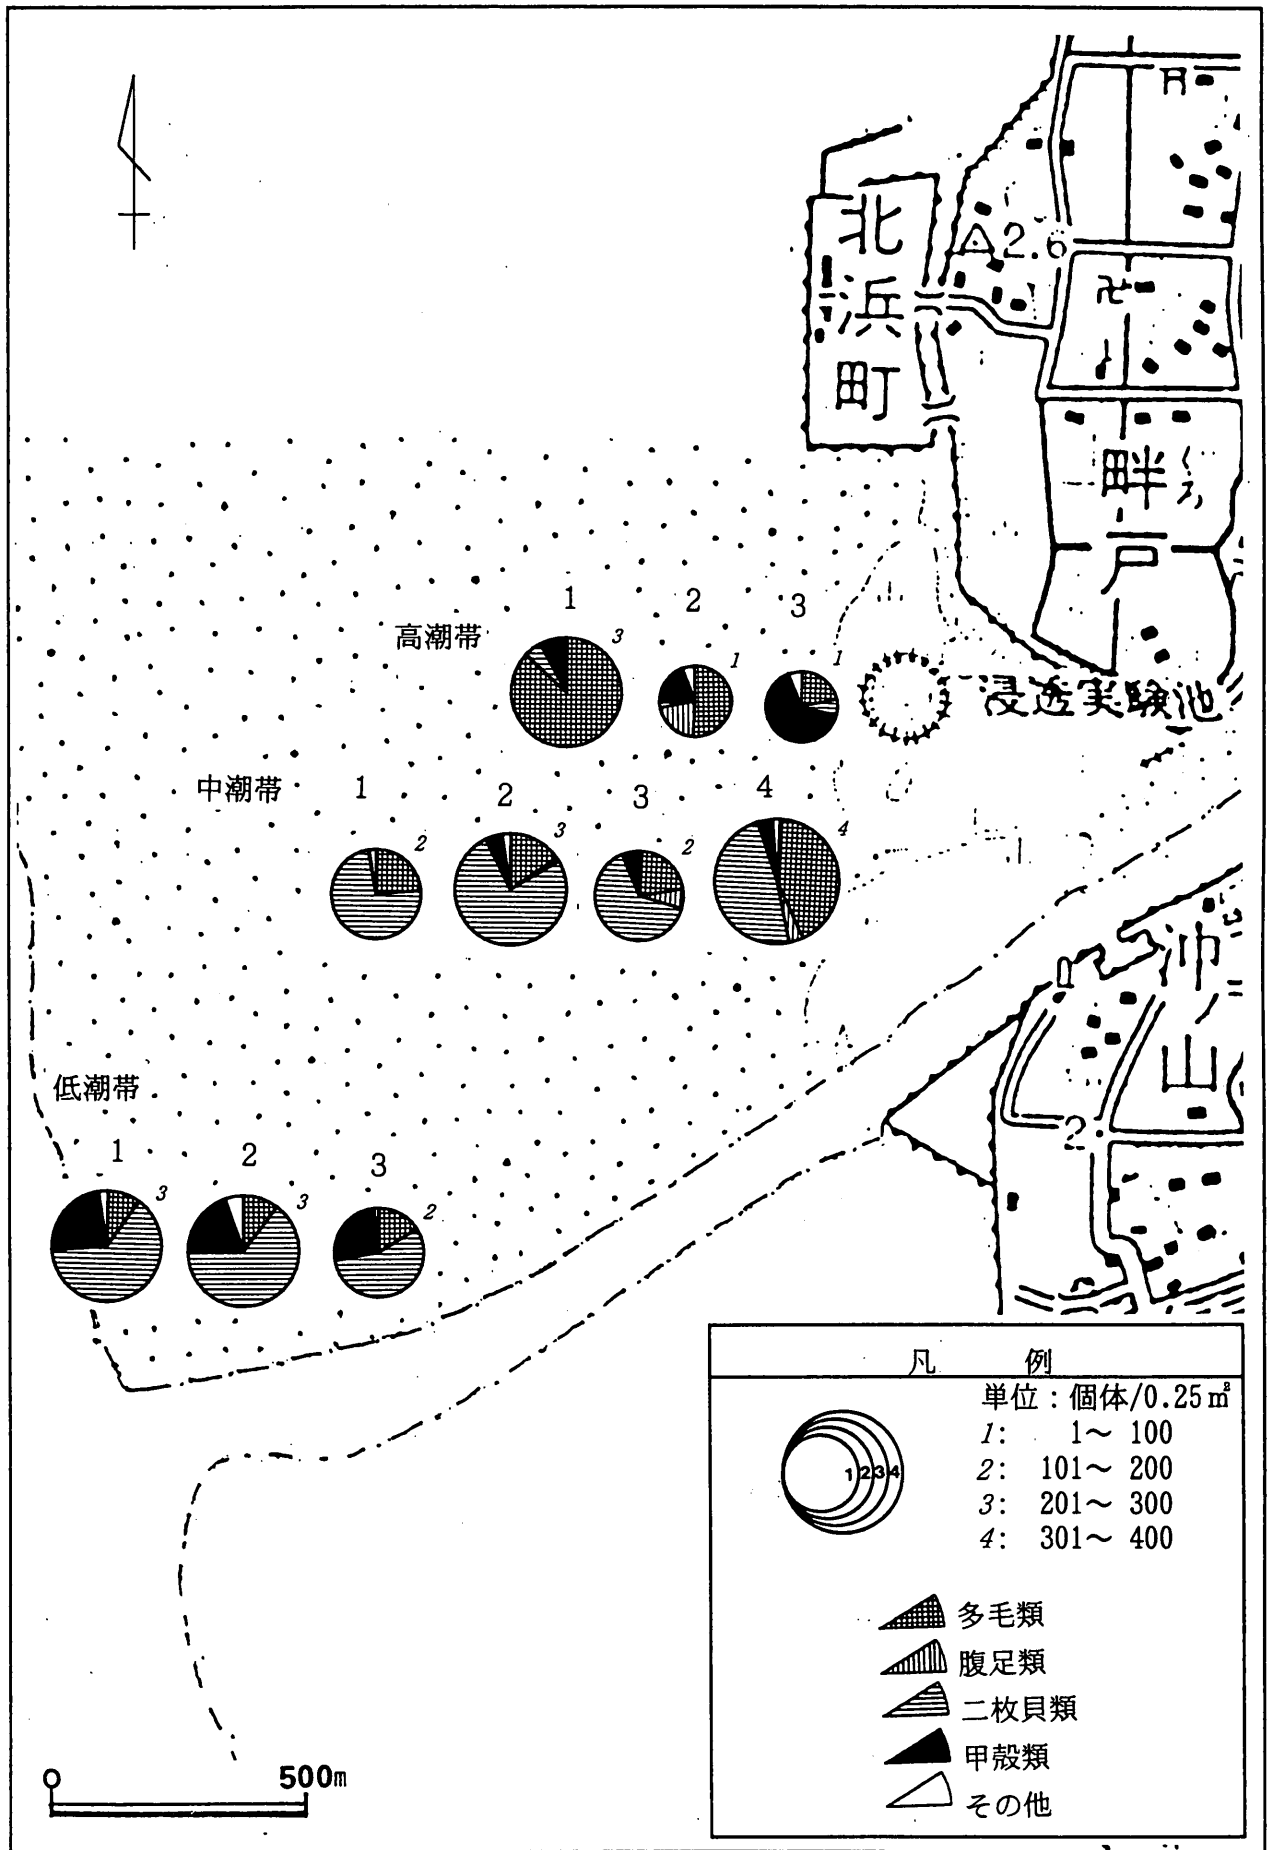 北浜町
2.6
畔戸
1 2 3
高潮帯 3 1 1
浸透実験池
中潮帯 1 2 3 4
2 3 2 4
沖
山
2
低潮帯
1 2 3
3 3 2
凡 例
単位:個体/0.25㎡
1: 1～ 100
2: 101～ 200
3: 201～ 300
4: 301～ 400
1 2 3 4
多毛類
腹足類
二枚貝類
甲殻類
その他
0 500m